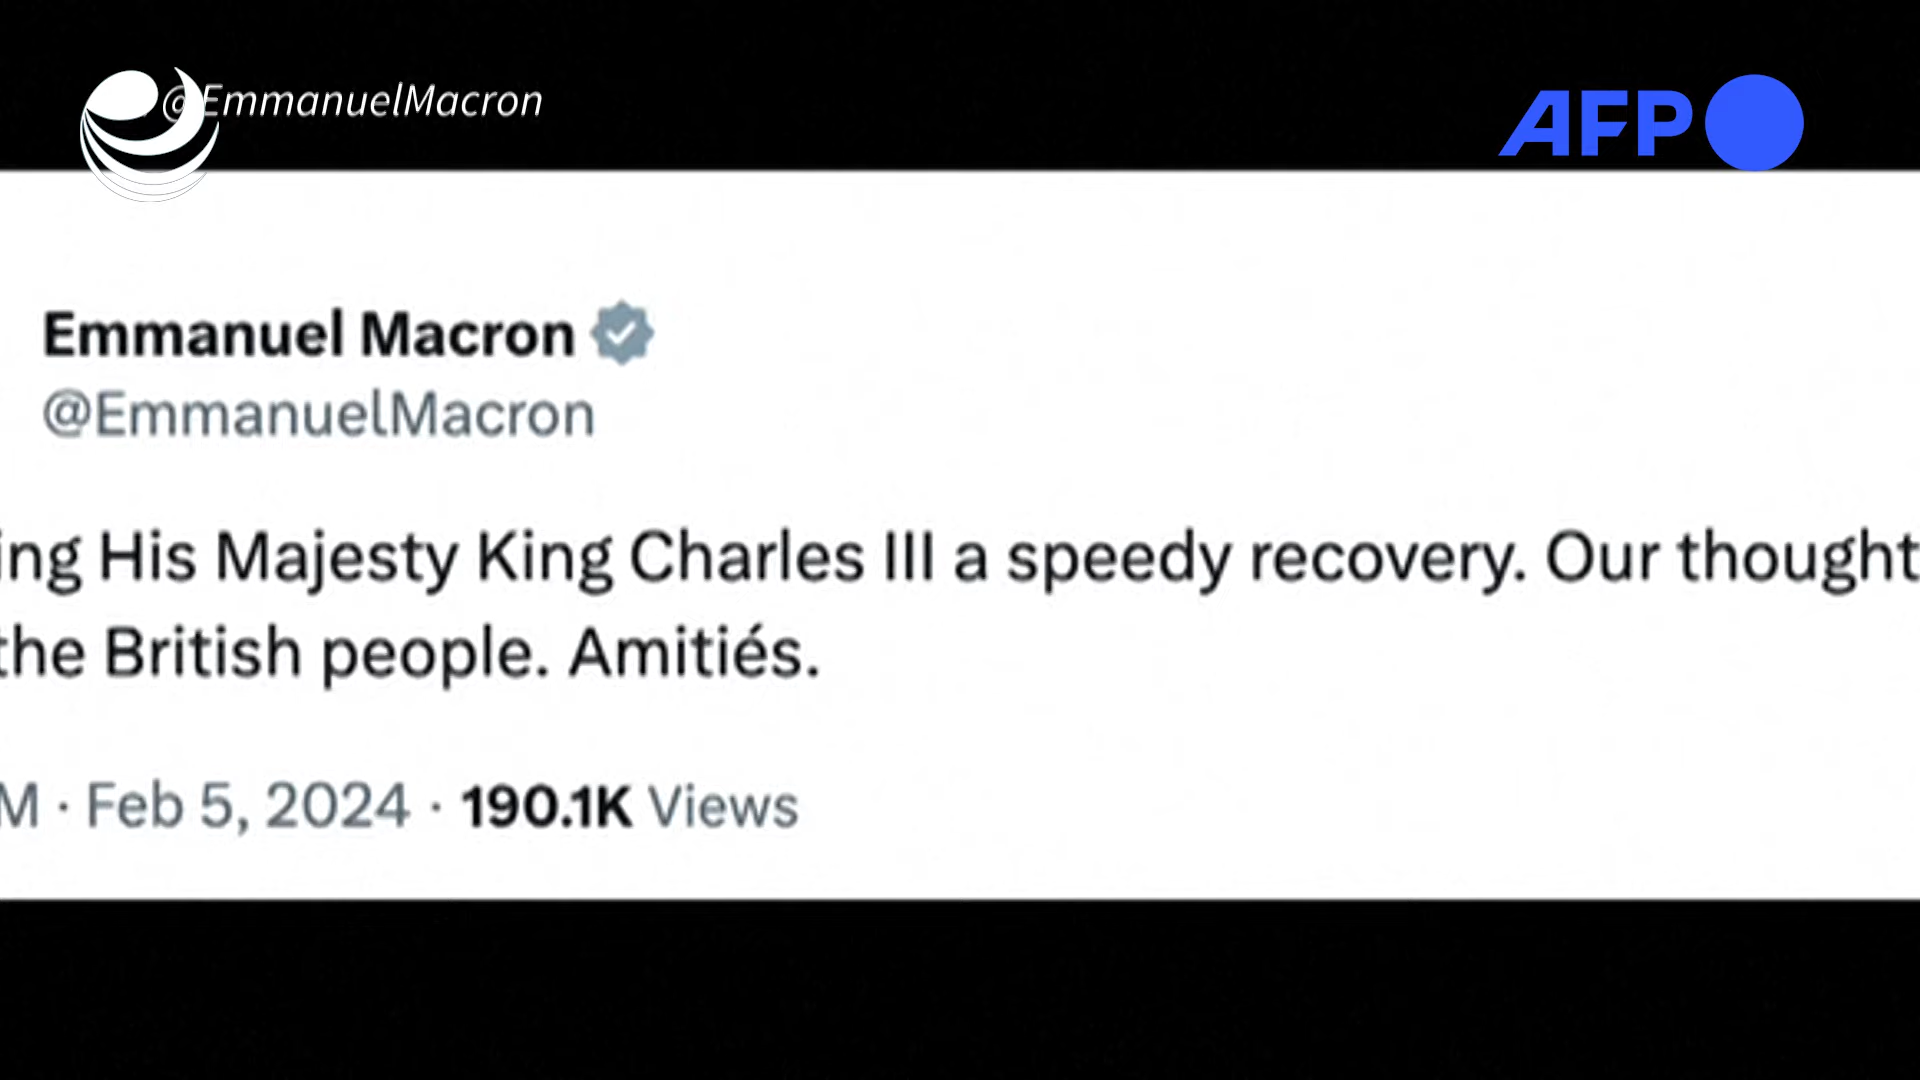 @EmmanuelMacron
AFP
Emmanuel Macron
@EmmanuelMacron
ing His Majesty King Charles III a speedy recovery. Our thought
the British people. Amitiés.
M · Feb 5, 2024 · 190.1K Views